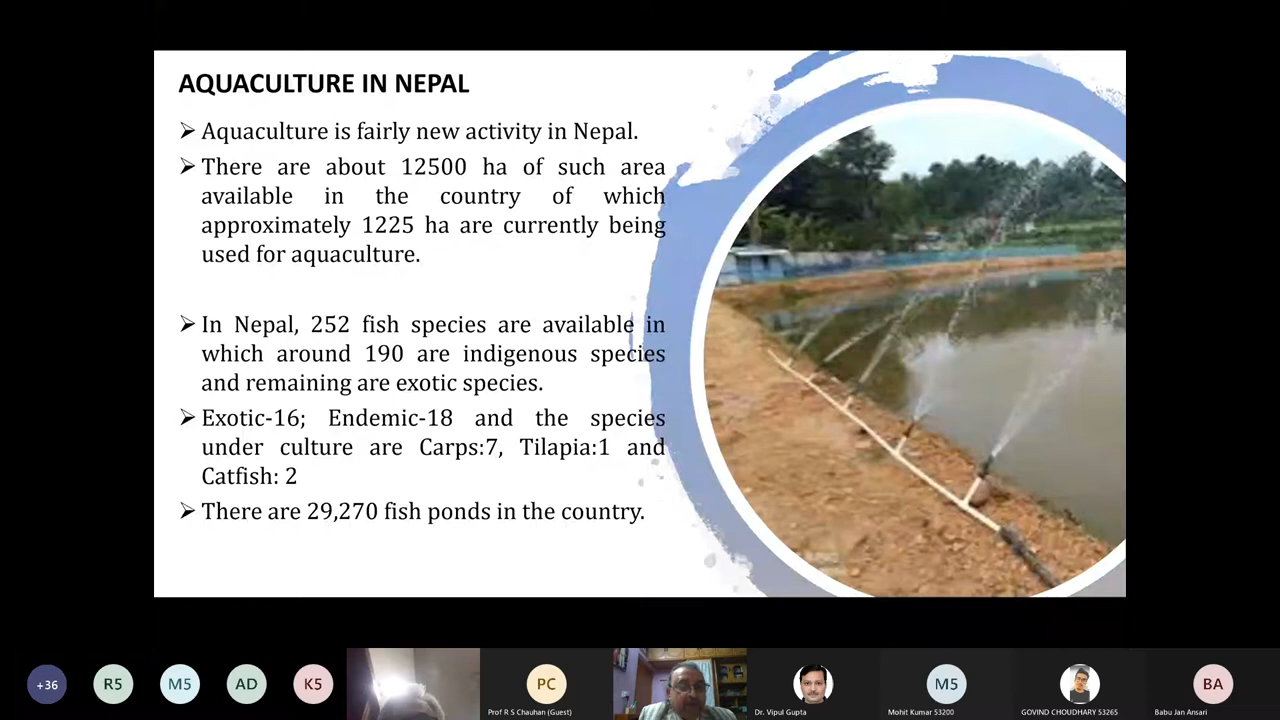 AQUACULTURE IN NEPAL
➢ Aquaculture is fairly new activity in Nepal.
➢ There are about 12500 ha of such area
available in the country of which
approximately 1225 ha are currently being
used for aquaculture.
➢ In Nepal, 252 fish species are available in
which around 190 are indigenous species
and remaining are exotic species.
➢ Exotic-16; Endemic-18 and the species
under culture are Carps:7, Tilapia:1 and
Catfish: 2
➢ There are 29,270 fish ponds in the country.
+36 R5 M5 AD K5 PC M5 BA
Prof R S Chauhan (Guest) Dr. Vipul Gupta Mohit Kumar 53200 GOVIND CHOUDHARY 53265 Babu Jan Ansari